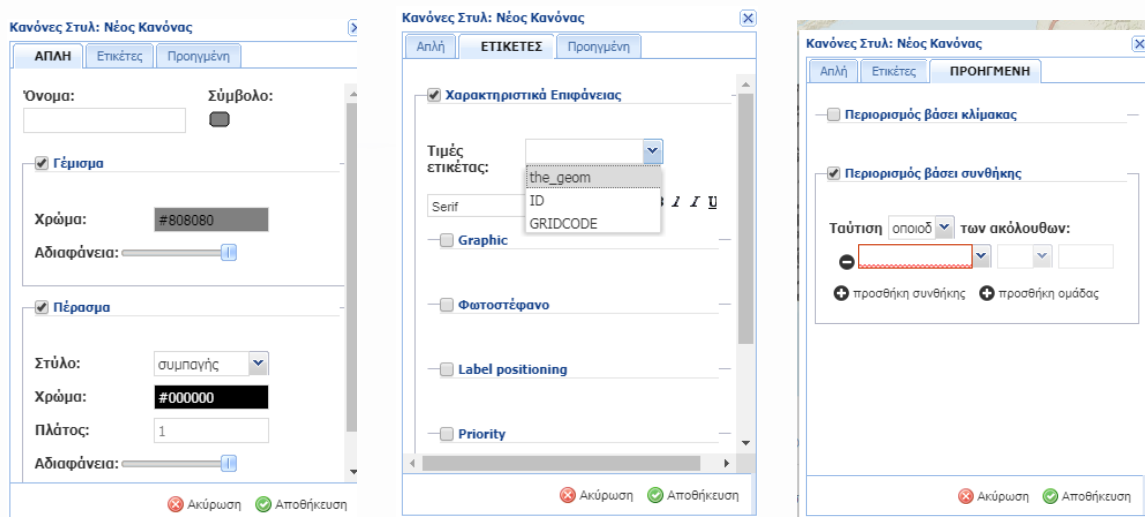 Κανόνες Στυλ: Νέος Κανόνας
ΑΠΛΗ Ετικέτες Προηγμένη
Όνομα: Σύμβολο:
Γέμισμα
Χρώμα: #808080
Αδιαφάνεια:
Πέρασμα
Στύλο: συμπαγής
Χρώμα: #000000
Πλάτος: 1
Αδιαφάνεια:
Ακύρωση Αποθήκευση
Κανόνες Στυλ: Νέος Κανόνας
Απλή ΕΤΙΚΕΤΕΣ Προηγμένη
Χαρακτηριστικά Επιφάνειας
Τιμές
ετικέτας:
the_geom
ID
GRIDCODE
Serif I I U
Graphic
Φωτοστέφανο
Label positioning
Priority
Ακύρωση Αποθήκευση
Κανόνες Στυλ: Νέος Κανόνας
Απλή Ετικέτες ΠΡΟΗΓΜΕΝΗ
Περιορισμός βάσει κλίμακας
Περιορισμός βάσει συνθήκης
Ταύτιση οποιοδ των ακόλουθων:
προσθήκη συνθήκης προσθήκη ομάδας
Ακύρωση Αποθήκευση